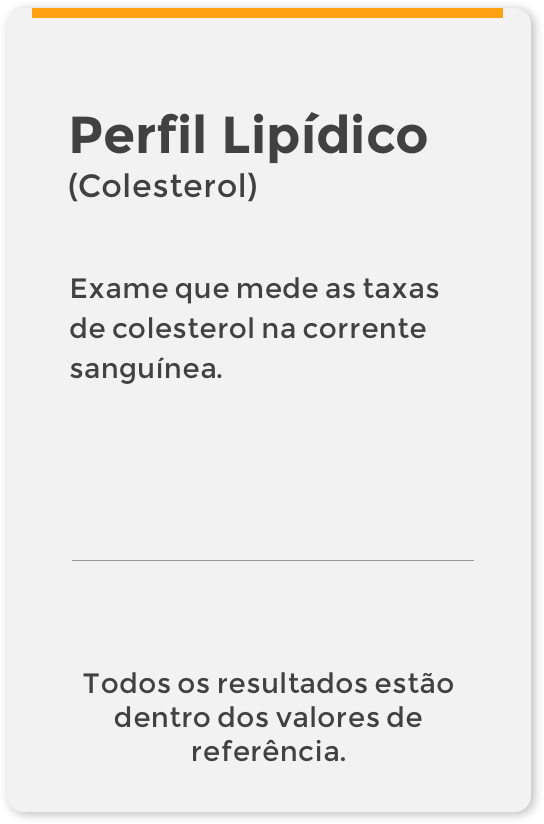 Perfil Lipídico
(Colesterol)
Exame que mede as taxas
de colesterol na corrente
sanguínea.
Todos os resultados estão
dentro dos valores de
referência.